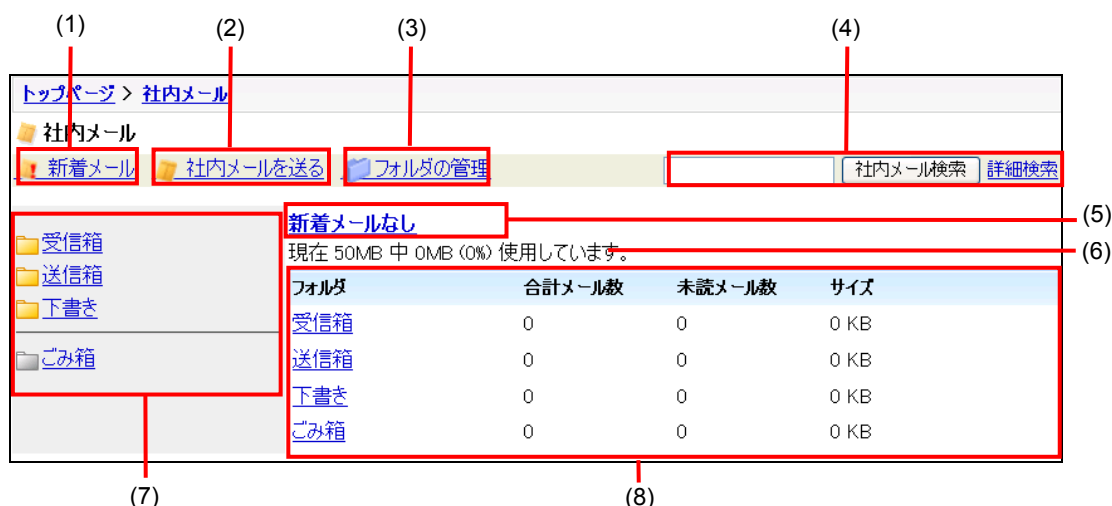 (1) (2) (3) (4)
トップページ > 社内メール
社内メール
新着メール 社内メールを送る フォルダの管理 社内メール検索 詳細検索
新着メールなし (5)
現在 50MB 中 0MB (0%) 使用しています。 (6)
受信箱
送信箱
下書き
ごみ箱
フォルダ 合計メール数 未読メール数 サイズ
受信箱 0 0 0 KB
送信箱 0 0 0 KB
下書き 0 0 0 KB
ごみ箱 0 0 0 KB
(7) (8)